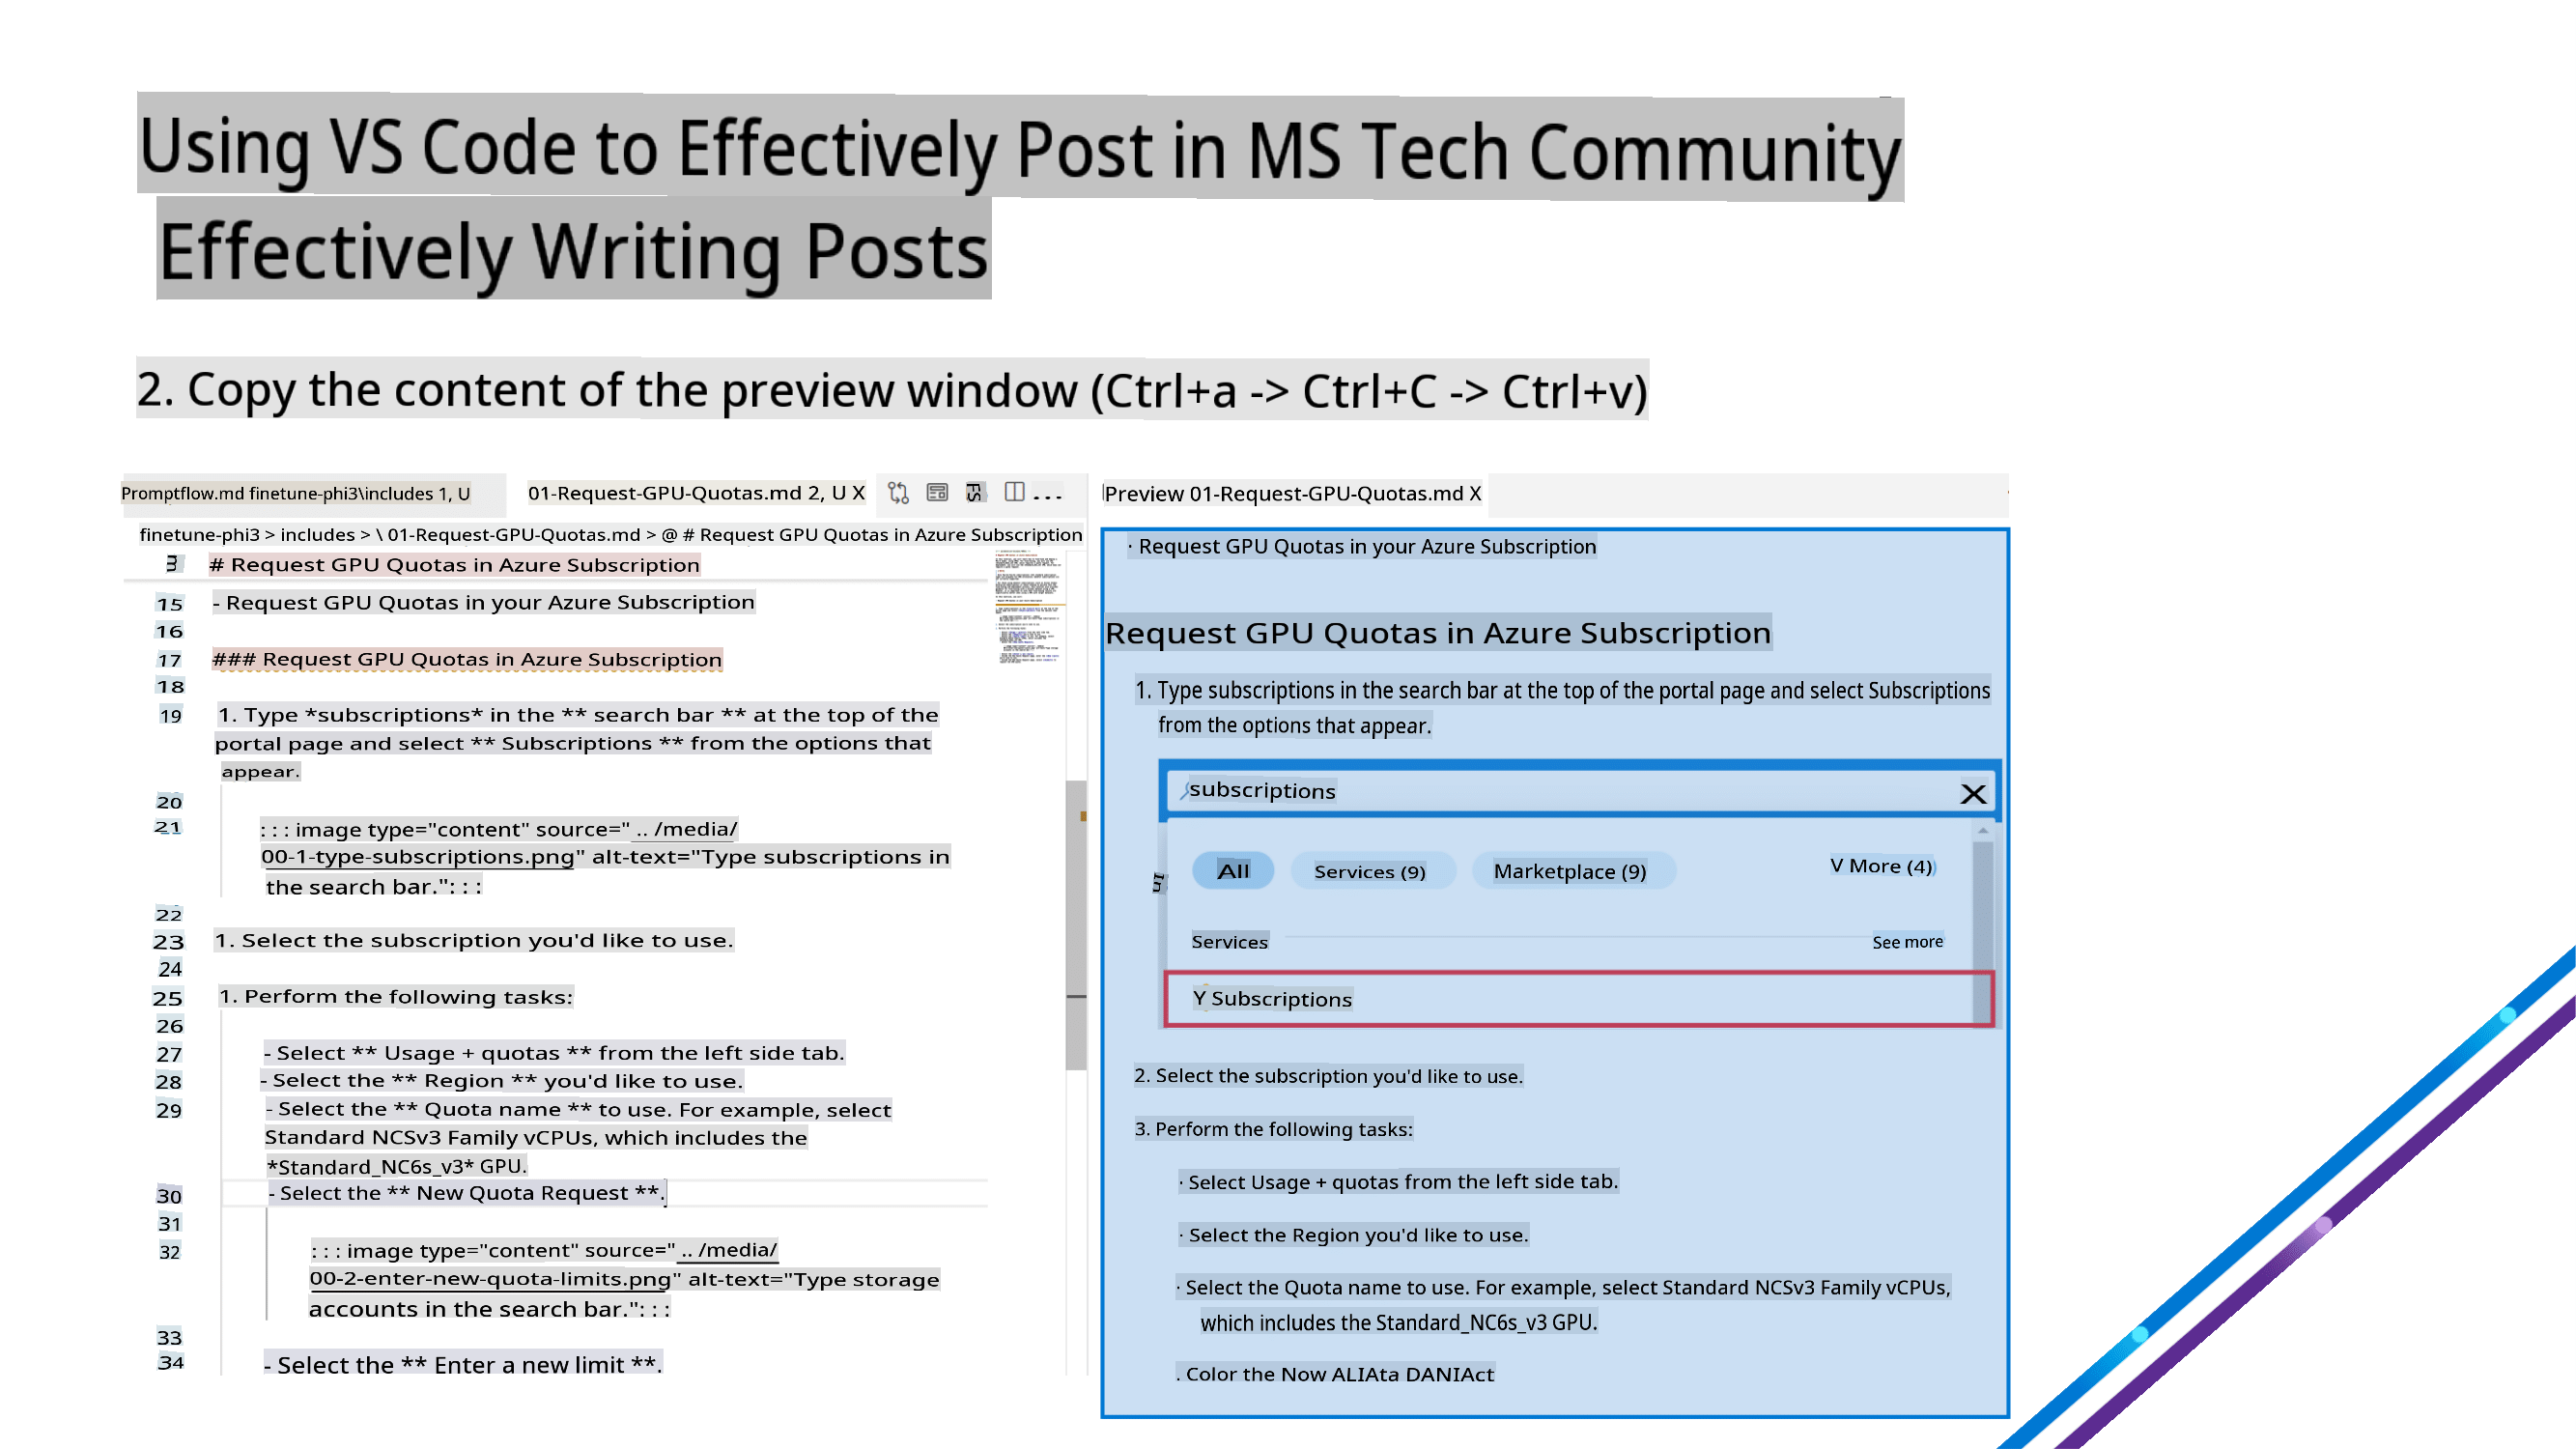 Using VS Code to Effectively Post in MS Tech Community
Effectively Writing Posts
2. Copy the content of the preview window (Ctrl+a -> Ctrl+C -> Ctrl+v)
Promptflow.md finetune-phi3\includes 1, U
01-Request-GPU-Quotas.md 2, U X
...
finetune-phi3 > includes > \ 01-Request-GPU-Quotas.md > @ # Request GPU Quotas in Azure Subscription
# Request GPU Quotas in Azure Subscription
15 - Request GPU Quotas in your Azure Subscription
16
17 ### Request GPU Quotas in Azure Subscription
18
19 1. Type *subscriptions* in the ** search bar ** at the top of the
portal page and select ** Subscriptions ** from the options that
appear.
20
21 : : : image type="content" source=" .. /media/
00-1-type-subscriptions.png" alt-text="Type subscriptions in
the search bar.": : :
22
23 1. Select the subscription you'd like to use.
24
25 1. Perform the following tasks:
26
27 - Select ** Usage + quotas ** from the left side tab.
28 - Select the ** Region ** you'd like to use.
29 - Select the ** Quota name ** to use. For example, select
Standard NCSv3 Family vCPUs, which includes the
*Standard_NC6s_v3* GPU.
30 - Select the ** New Quota Request **.
31
32 : : : image type="content" source=" .. /media/
00-2-enter-new-quota-limits.png" alt-text="Type storage
accounts in the search bar.": : :
33
34 - Select the ** Enter a new limit **.
Preview 01-Request-GPU-Quotas.md X
· Request GPU Quotas in your Azure Subscription
Request GPU Quotas in Azure Subscription
1. Type subscriptions in the search bar at the top of the portal page and select Subscriptions
from the options that appear.
subscriptions X
All Services (9) Marketplace (9) V More (4)
Services See more
Y Subscriptions
2. Select the subscription you'd like to use.
3. Perform the following tasks:
· Select Usage + quotas from the left side tab.
· Select the Region you'd like to use.
· Select the Quota name to use. For example, select Standard NCSv3 Family vCPUs,
which includes the Standard_NC6s_v3 GPU.
. Color the Now ALIAta DANIAct